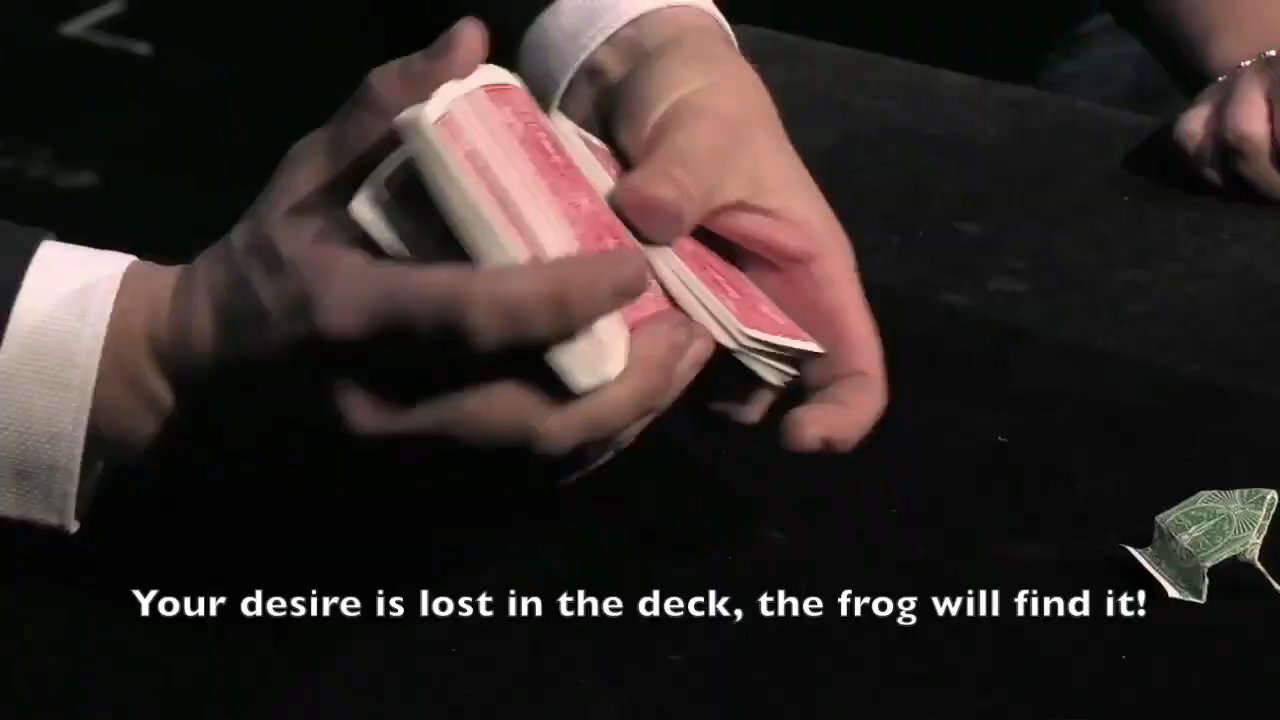 Your desire is lost in the deck, the frog will find it!